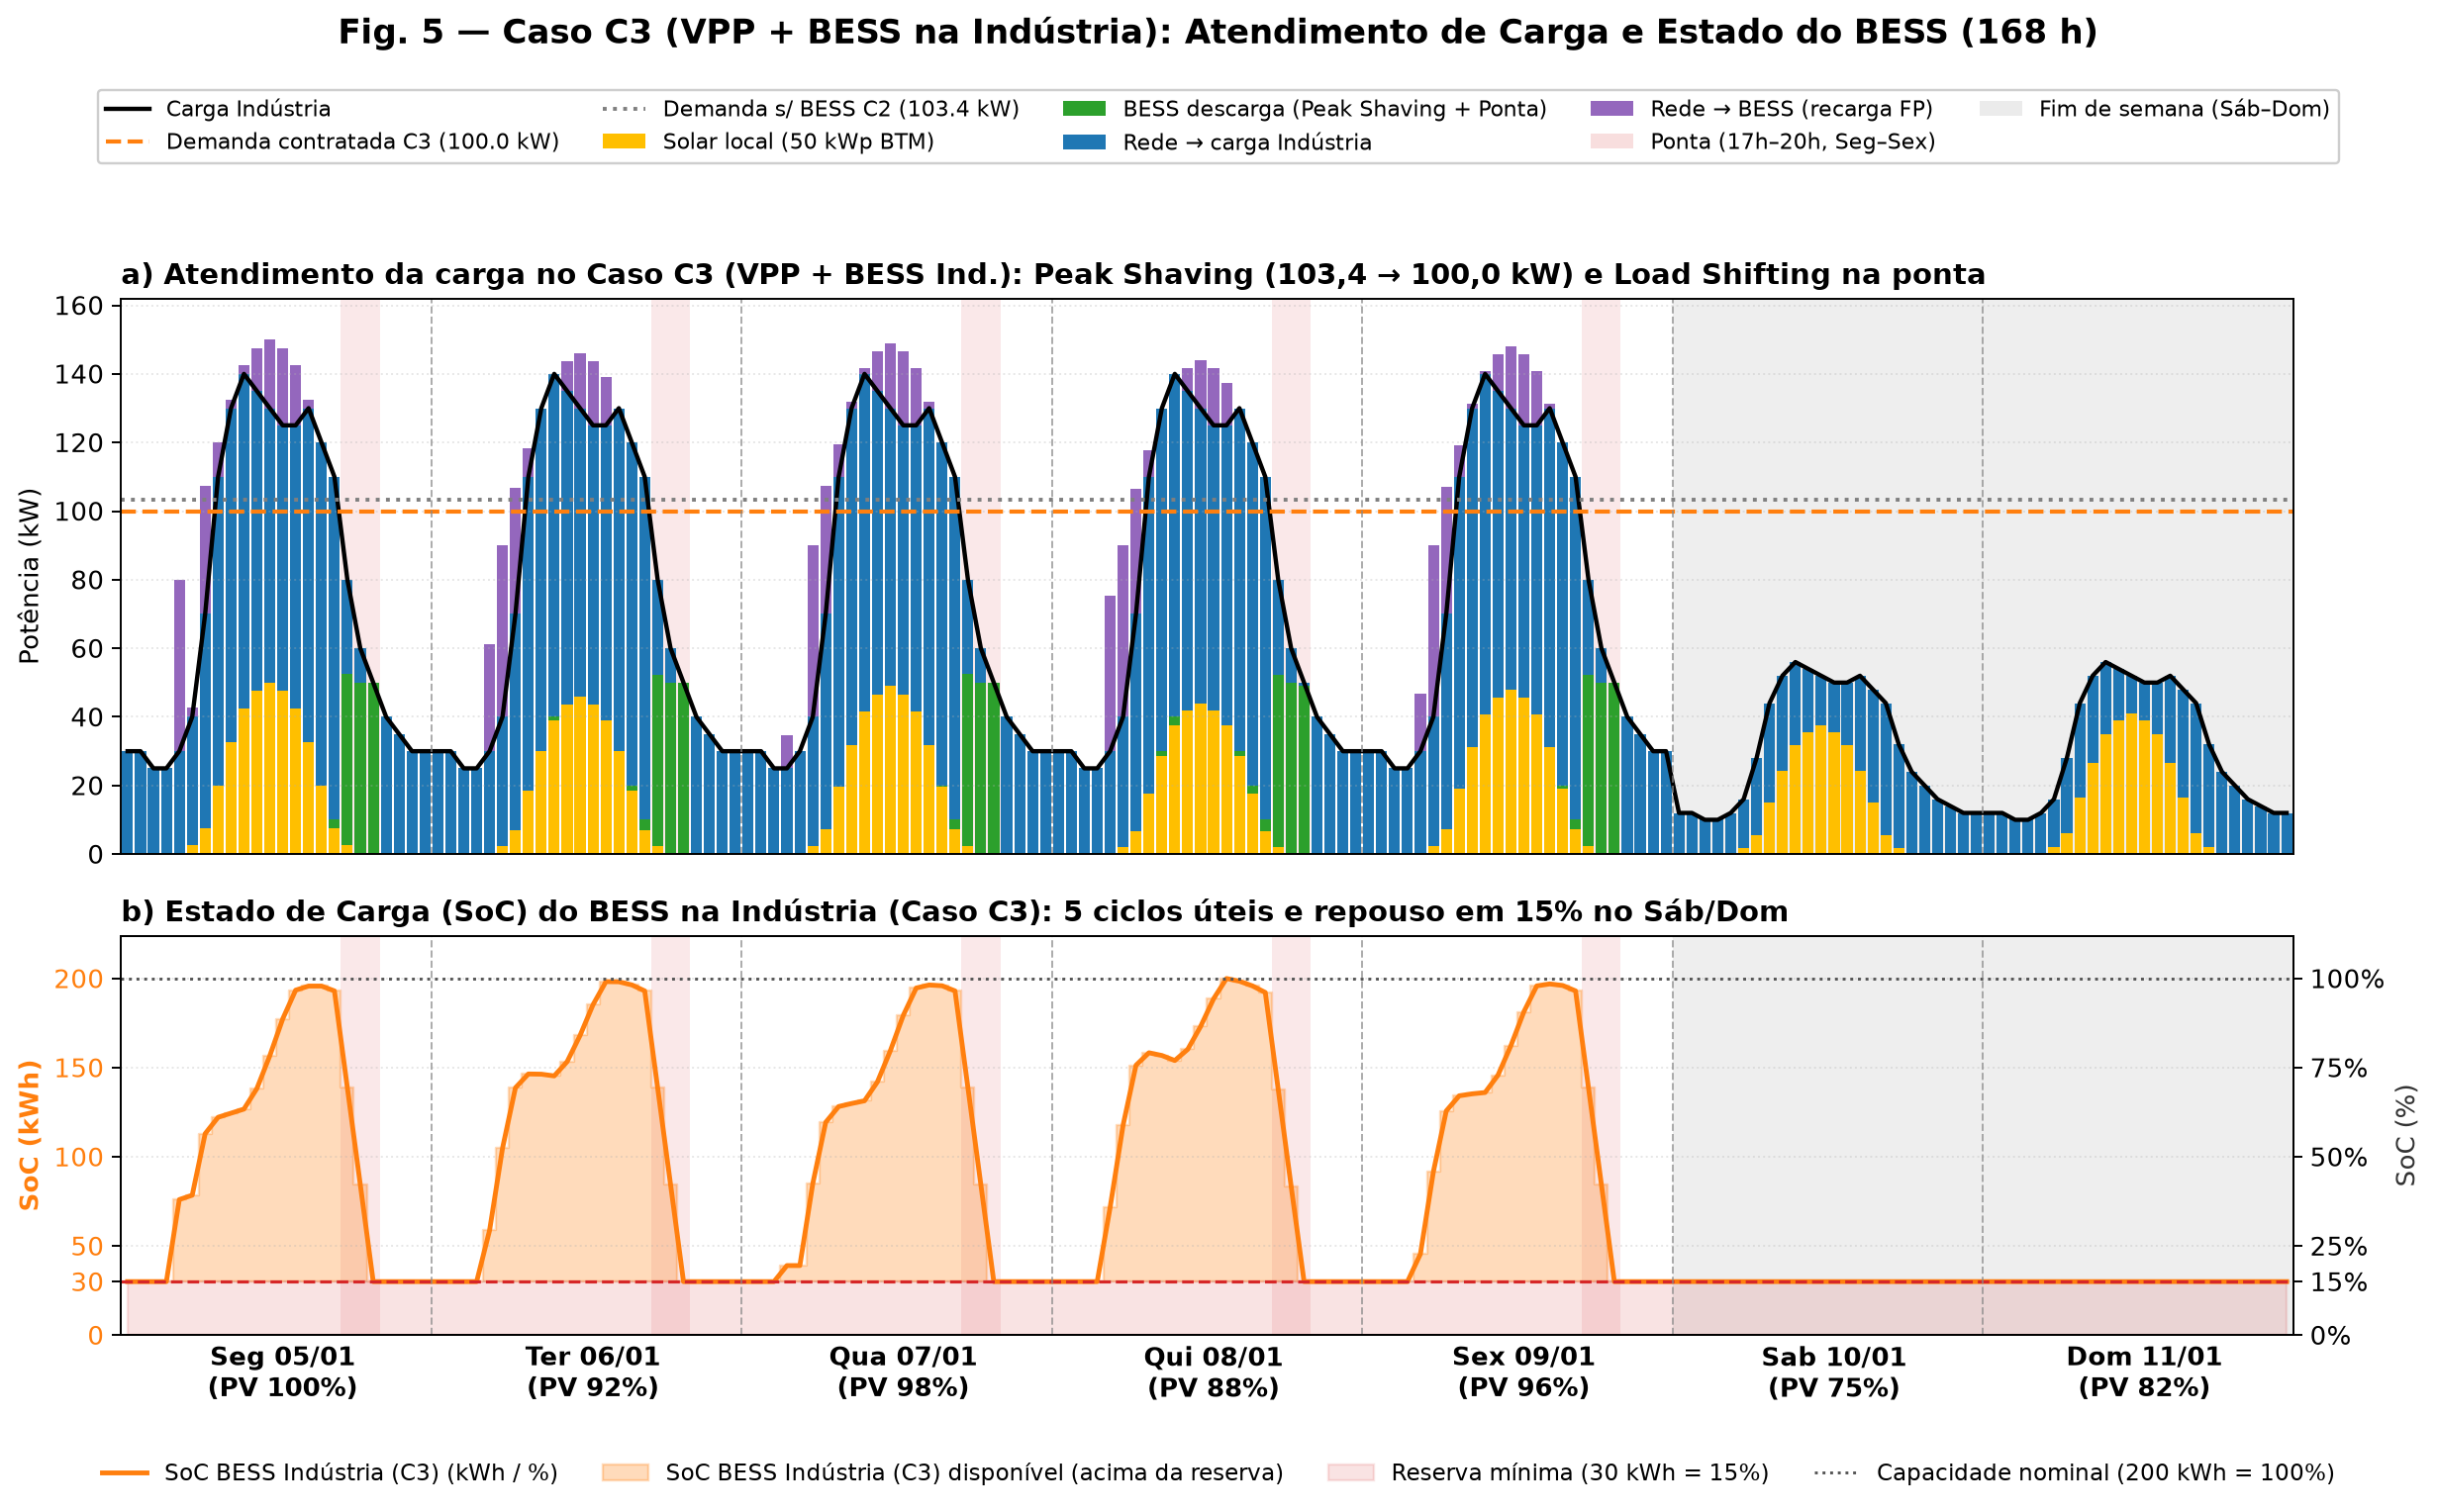 Fig. 5 — Caso C3 (VPP + BESS na Indústria): Atendimento de Carga e Estado do BESS (168 h)
Carga Indústria
Demanda contratada C3 (100.0 kW)
Demanda s/ BESS C2 (103.4 kW)
Solar local (50 kWp BTM)
BESS descarga (Peak Shaving + Ponta)
Rede → carga Indústria
Rede → BESS (recarga FP)
Ponta (17h–20h, Seg–Sex)
Fim de semana (Sáb–Dom)
a) Atendimento da carga no Caso C3 (VPP + BESS Ind.): Peak Shaving (103,4 → 100,0 kW) e Load Shifting na ponta
Potência (kW)
160
140
120
100
80
60
40
20
0
b) Estado de Carga (SoC) do BESS na Indústria (Caso C3): 5 ciclos úteis e repouso em 15% no Sáb/Dom
SoC (kWh)
200
150
100
50
30
0
100%
75%
50%
25%
15%
0%
SoC (%)
Seg 05/01
(PV 100%)
Ter 06/01
(PV 92%)
Qua 07/01
(PV 98%)
Qui 08/01
(PV 88%)
Sex 09/01
(PV 96%)
Sab 10/01
(PV 75%)
Dom 11/01
(PV 82%)
SoC BESS Indústria (C3) (kWh / %)
SoC BESS Indústria (C3) disponível (acima da reserva)
Reserva mínima (30 kWh = 15%)
Capacidade nominal (200 kWh = 100%)